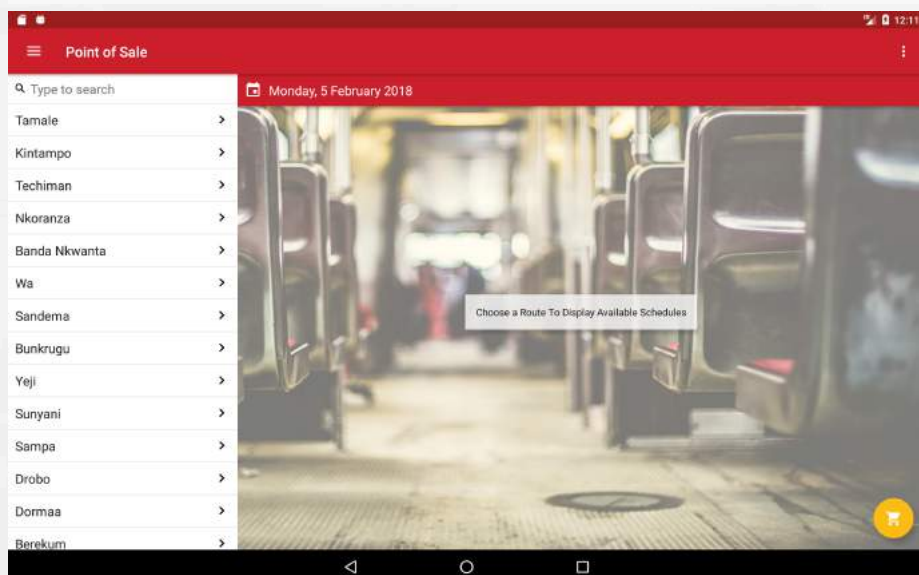 12:11
Point of Sale
Type to search
Monday, 5 February 2018
Tamale
Kintampo
Techiman
Nkoranza
Banda Nkwanta
Wa
Sandema
Bunkrugu
Yeji
Sunyani
Sampa
Drobo
Dormaa
Berekum
Choose a Route To Display Available Schedules